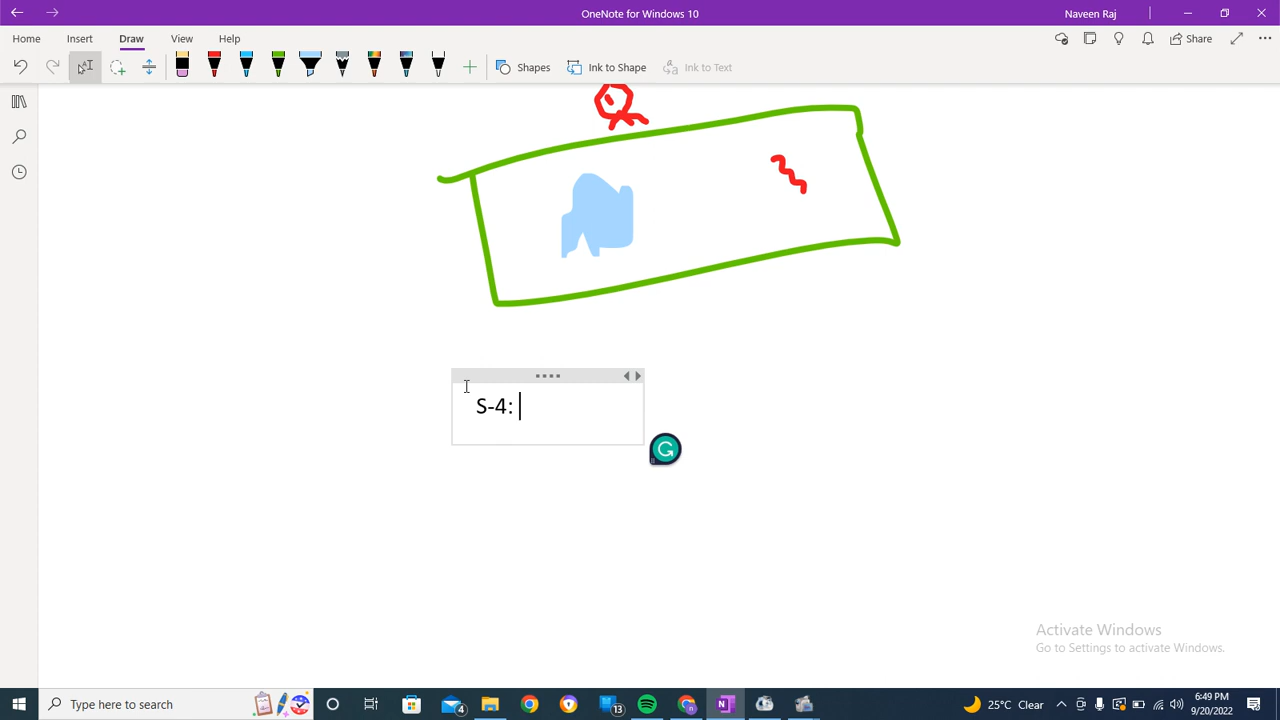 OneNote for Windows 10
Naveen Raj
Home
Insert
Draw
View
Help
Share
Shapes
Ink to Shape
Ink to Text
S-4:
Activate Windows
Go to Settings to activate Windows.
Type here to search
4
13
25°C Clear
6:49 PM
9/20/2022